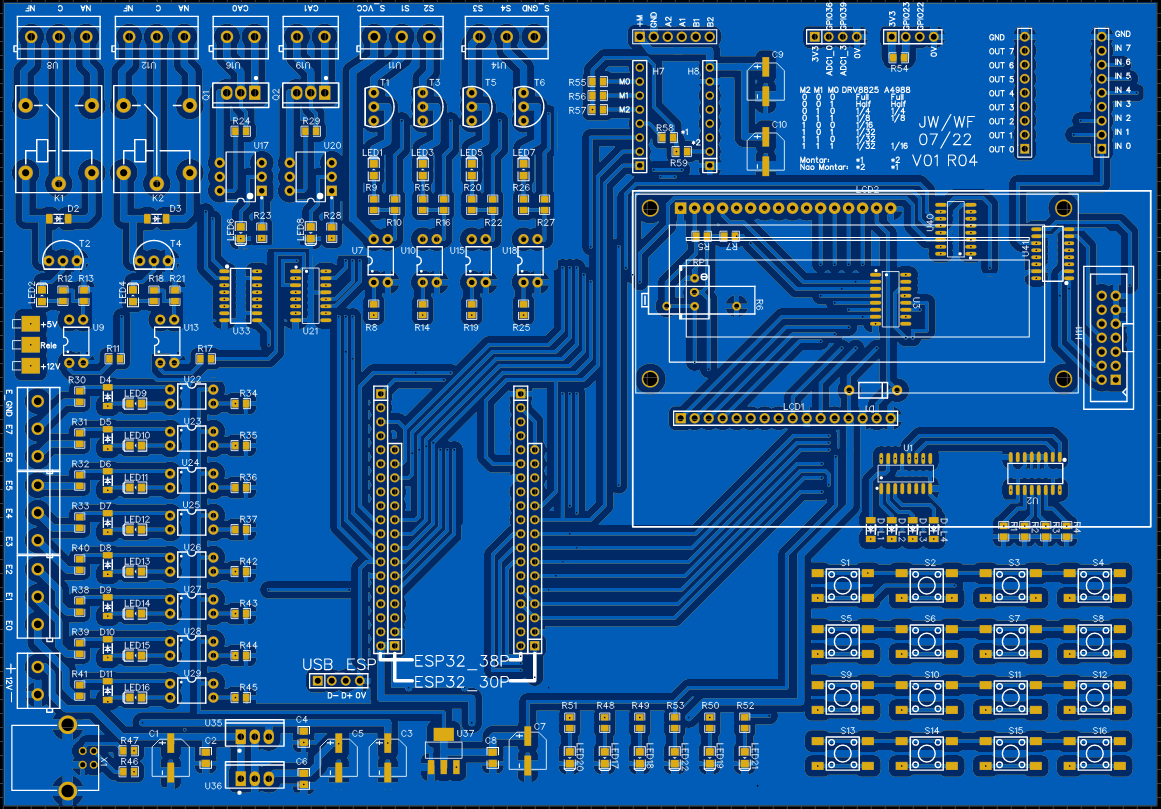 NF C NA
NF C NA
S VCC S S1 S2
S3 S4 GND S
U8
U12
U16 CA0
U19 CA1
U11
U14
+M GND A2 A1 B1 B2
3V3 ADC1_0 GPIO36 ADC1_3 GPIO39 0V
3V3 GPIO23 GPIO22 0V
R54
GND
OUT 7
OUT 6
OUT 5
OUT 4
OUT 3
OUT 2
OUT 1
OUT 0
GND
IN 7
IN 6
IN 5
IN 4
IN 3
IN 2
IN 1
IN 0
H7
H8
C9
C10
R55 M0
R56 M1
R57 M2
R58 *1
R59 *2
M2 M1 M0 DRV8825 A4988
0 0 0 Full Full
0 0 1 Half Half
0 1 0 1/4 1/4
0 1 1 1/8 1/8
1 0 0 1/16
1 0 1 1/32
1 1 0 1/32
1 1 1 1/32 1/16
Montar: *1 *2
Nao Montar: *2 *1
JW/WF
07/22
V01 R04
Q1
Q2
T1
T3
T5
T6
R24
R29
U17
U20
K1
K2
LED1
LED3
LED5
LED7
R9
R15
R20
R26
R10
R16
R22
R27
D2
D3
LED6
R23
LED8
R28
T2
T4
U7
U10
U15
U18
R12
R13
R18
R21
LED2
LED4
U33
U21
R8
R14
R19
R25
+5V
Rele
+12V
U9
U13
R11
R17
LCD2
R5
R7
RP1
R6
U40
U41
U3
H1
LCD1
U1
U2
R1
R2
R3
R4
E GND
E7
E6
E5
E4
E3
E2
E1
E0
+ 12V -
R30 D4 LED9 U22 R34
R31 D5 LED10 U23 R35
R32 D6 LED11 U24 R36
R33 D7 LED12 U25 R37
R40 D8 LED13 U26 R42
R38 D9 LED14 U27 R43
R39 D10 LED15 U28 R44
R41 D11 LED16 U29 R45
USB_ESP
D- D+ 0V
ESP32_38P
ESP32_30P
S1 S2 S3 S4
S5 S6 S7 S8
S9 S10 S11 S12
S13 S14 S15 S16
R47
R46
C1
C2
U35
U36
C4
C6
C5
C3
U37
C8
C7
R51 R48 R49 R53 R50 R52
LED20 LED17 LED18 LED22 LED19 LED21